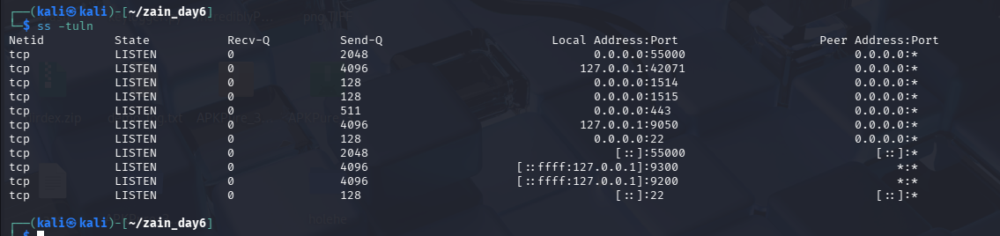 ┌──(kali㉿kali)-[~/zain_day6]
└─$ ss -tuln
Netid State Recv-Q Send-Q Local Address:Port Peer Address:Port
tcp LISTEN 0 2048 0.0.0.0:55000 0.0.0.0:*
tcp LISTEN 0 4096 127.0.0.1:42071 0.0.0.0:*
tcp LISTEN 0 128 0.0.0.0:1514 0.0.0.0:*
tcp LISTEN 0 128 0.0.0.0:1515 0.0.0.0:*
tcp LISTEN 0 511 0.0.0.0:443 0.0.0.0:*
tcp LISTEN 0 4096 127.0.0.1:9050 0.0.0.0:*
tcp LISTEN 0 128 0.0.0.0:22 0.0.0.0:*
tcp LISTEN 0 2048 [::]:55000 [::]:*
tcp LISTEN 0 4096 [::ffff:127.0.0.1]:9300 *:*
tcp LISTEN 0 4096 [::ffff:127.0.0.1]:9200 *:*
tcp LISTEN 0 128 [::]:22 [::]:*
┌──(kali㉿kali)-[~/zain_day6]
└─$